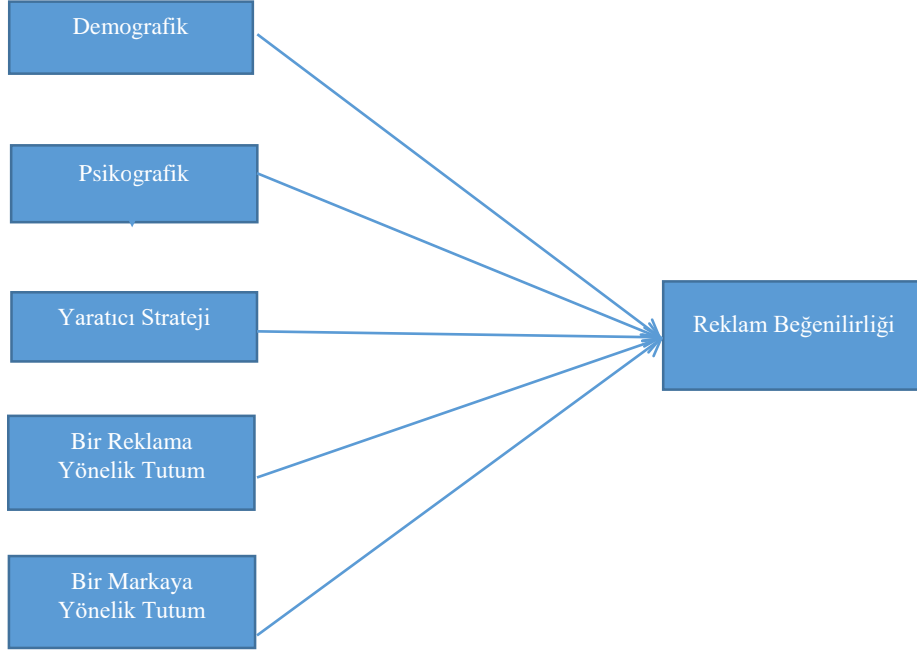 Demografik
Psikografik
Yaratıcı Strateji
Reklam Beğenilirliği
Bir Reklama
Yönelik Tutum
Bir Markaya
Yönelik Tutum